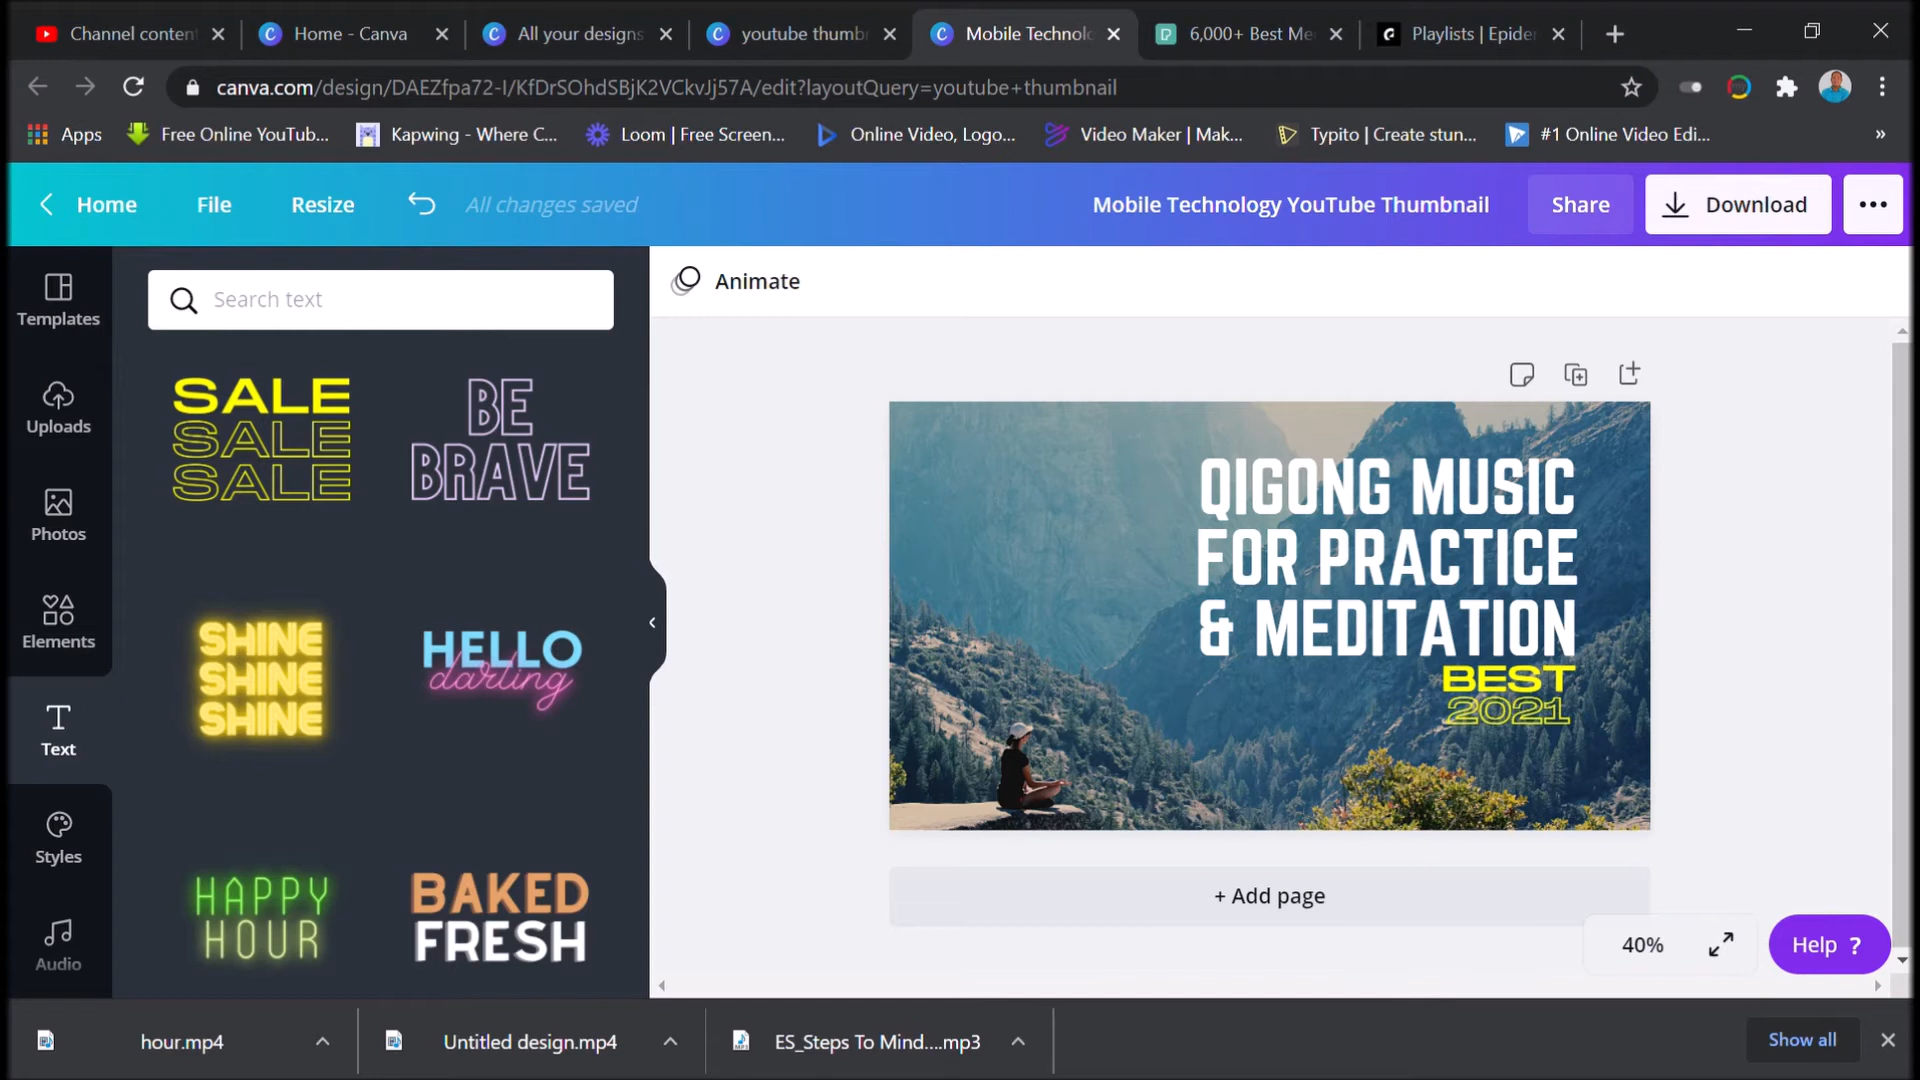 Channel conten
Home - Canva
All your designs
youtube thumb
Mobile Technol
6,000+ Best Me
Playlists | Epide
canva.com/design/DAEZfpa72-I/KfDrSOhdSBjK2VCkvJj57A/edit?layoutQuery=youtube+thumbnail
Apps
Free Online YouTub...
Kapwing - Where C...
Loom | Free Screen...
Online Video, Logo...
Video Maker | Mak...
Typito | Create stun...
#1 Online Video Edi...
»
Home
File
Resize
All changes saved
Mobile Technology YouTube Thumbnail
Share
Download
Templates
Uploads
Photos
Elements
Text
Styles
Audio
Search text
SALE
SALE
SALE
BE
BRAVE
SHINE
SHINE
SHINE
HELLO
darling
HAPPY
HOUR
BAKED
FRESH
Animate
QIGONG MUSIC
FOR PRACTICE
& MEDITATION
BEST
2021
+ Add page
40%
Help ?
hour.mp4
Untitled design.mp4
ES_Steps To Mind....mp3
Show all